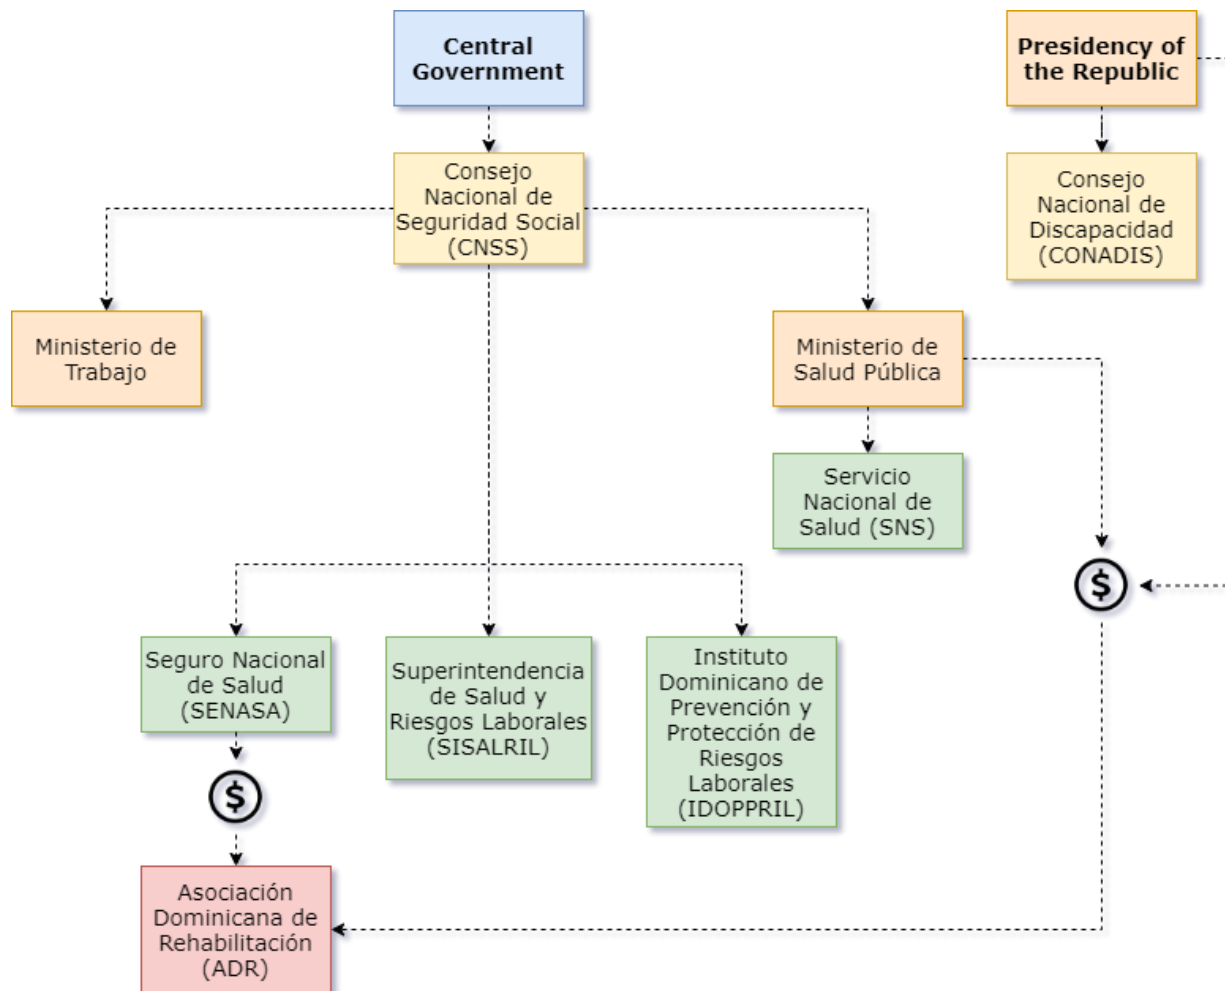 Central
Government
Presidency of
the Republic
Consejo
Nacional de
Seguridad Social
(CNSS)
Consejo
Nacional de
Discapacidad
(CONADIS)
Ministerio de
Trabajo
Ministerio de
Salud Pública
Servicio
Nacional de
Salud (SNS)
$
Seguro Nacional
de Salud
(SENASA)
Superintendencia
de Salud y
Riesgos Laborales
(SISALRIL)
Instituto
Dominicano de
Prevención y
Protección de
Riesgos
Laborales
(IDOPPRIL)
$
Asociación
Dominicana de
Rehabilitación
(ADR)